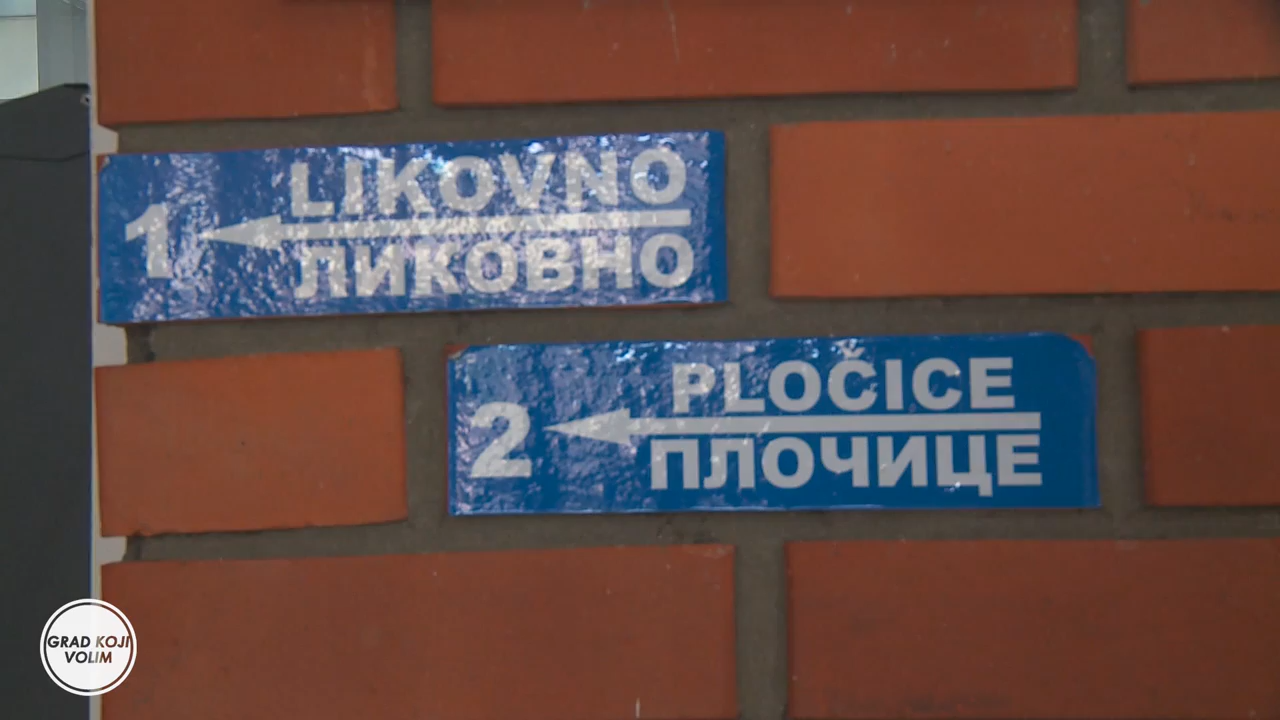 LIKOVNO
1
ЛИКОВНО
PLOČICE
2
ПЛОЧИЦЕ
GRAD KOJI
VOLIM